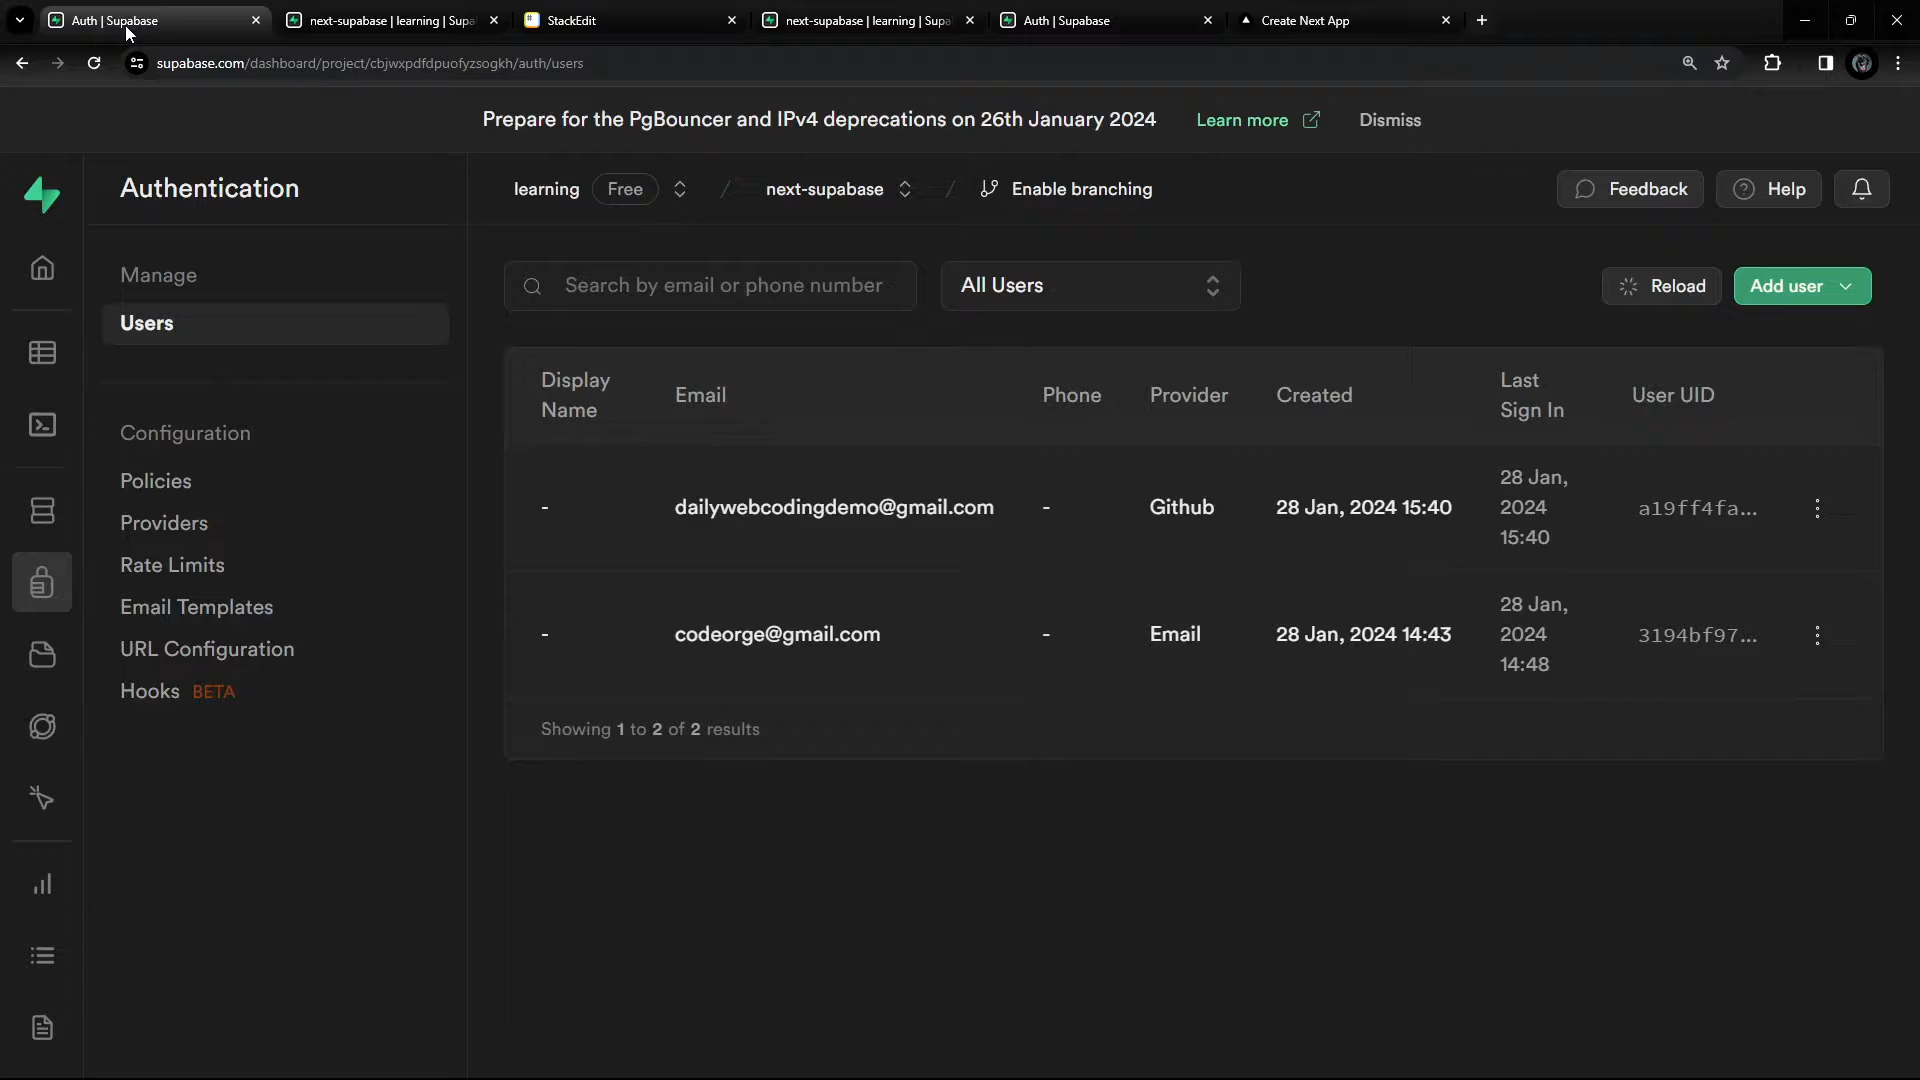 Auth | Supabase
next-supabase | learning | Supa
StackEdit
next-supabase | learning | Supa
Auth | Supabase
Create Next App
supabase.com/dashboard/project/cbjwxpdfdpuofyzsogkh/auth/users
Prepare for the PgBouncer and IPv4 deprecations on 26th January 2024
Learn more
Dismiss
Authentication
learning
Free
/
next-supabase
/
Enable branching
Feedback
Help
Manage
Users
Configuration
Policies
Providers
Rate Limits
Email Templates
URL Configuration
Hooks BETA
Search by email or phone number
All Users
Reload
Add user
Display
Name
Email
Phone
Provider
Created
Last
Sign In
User UID
-
dailywebcodingdemo@gmail.com
-
Github
28 Jan, 2024 15:40
28 Jan,
2024
15:40
a19ff4fa...
-
codeorge@gmail.com
-
Email
28 Jan, 2024 14:43
28 Jan,
2024
14:48
3194bf97...
Showing 1 to 2 of 2 results